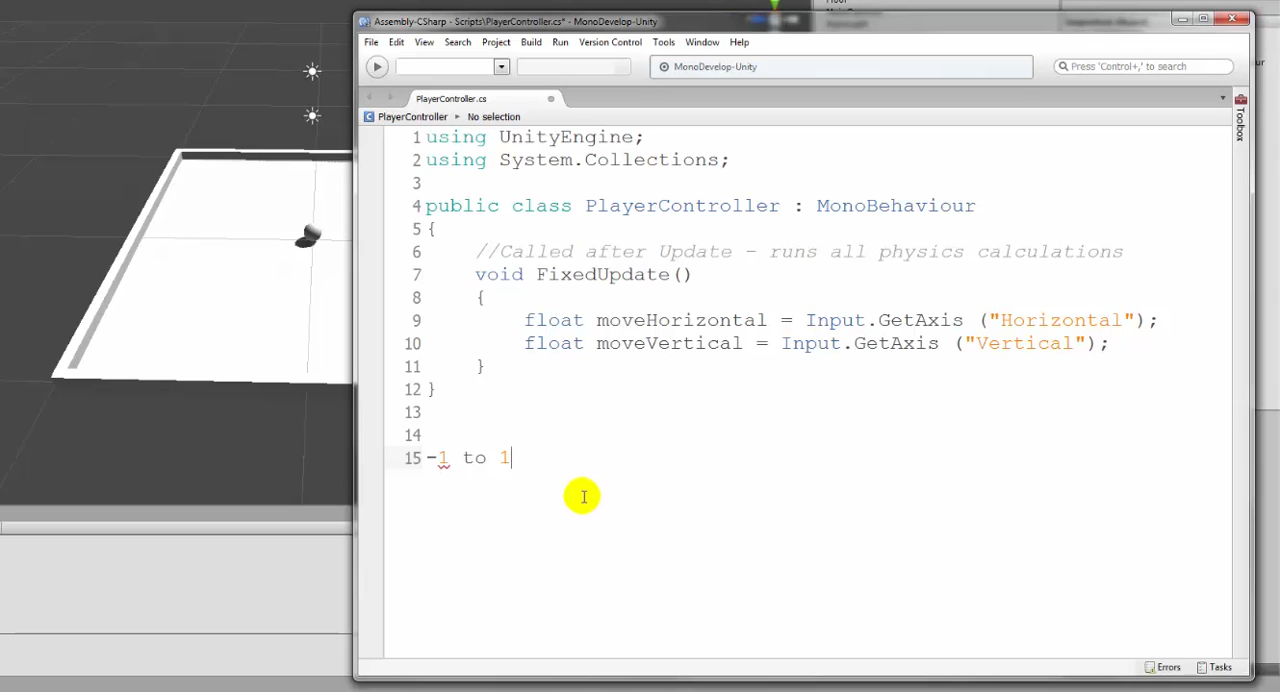 Assembly-CSharp - Scripts\PlayerController.cs* - MonoDevelop-Unity
File Edit View Search Project Build Run Version Control Tools Window Help
MonoDevelop-Unity
Press 'Control+,' to search
PlayerController.cs
PlayerController ▸ No selection
Toolbox
1 using UnityEngine;
2 using System.Collections;
3
4 public class PlayerController : MonoBehaviour
5 {
6 //Called after Update - runs all physics calculations
7 void FixedUpdate()
8 {
9 float moveHorizontal = Input.GetAxis ("Horizontal");
10 float moveVertical = Input.GetAxis ("Vertical");
11 }
12 }
13
14
15 -1 to 1
Errors Tasks